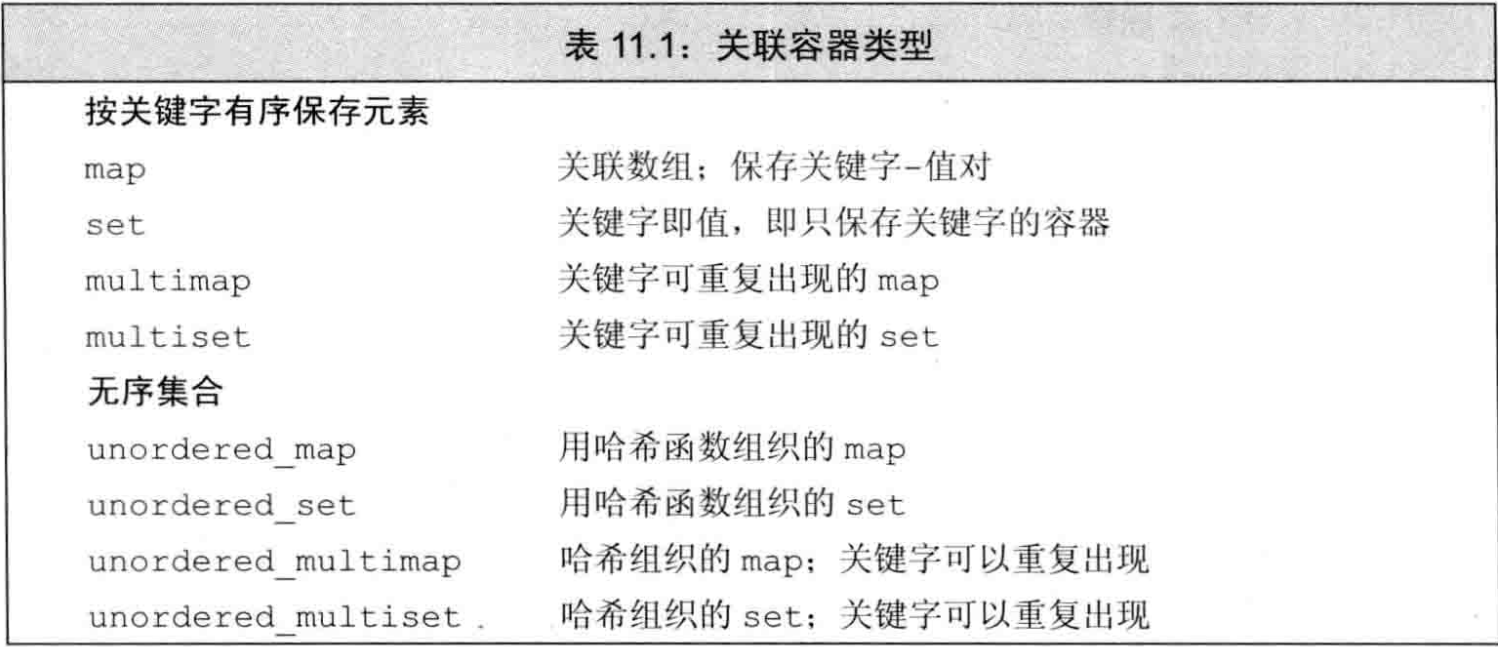 表 11.1：关联容器类型
按关键字有序保存元素
map 关联数组；保存关键字-值对
set 关键字即值，即只保存关键字的容器
multimap 关键字可重复出现的 map
multiset 关键字可重复出现的 set
无序集合
unordered_map 用哈希函数组织的 map
unordered_set 用哈希函数组织的 set
unordered_multimap 哈希组织的 map；关键字可以重复出现
unordered_multiset 哈希组织的 set；关键字可以重复出现